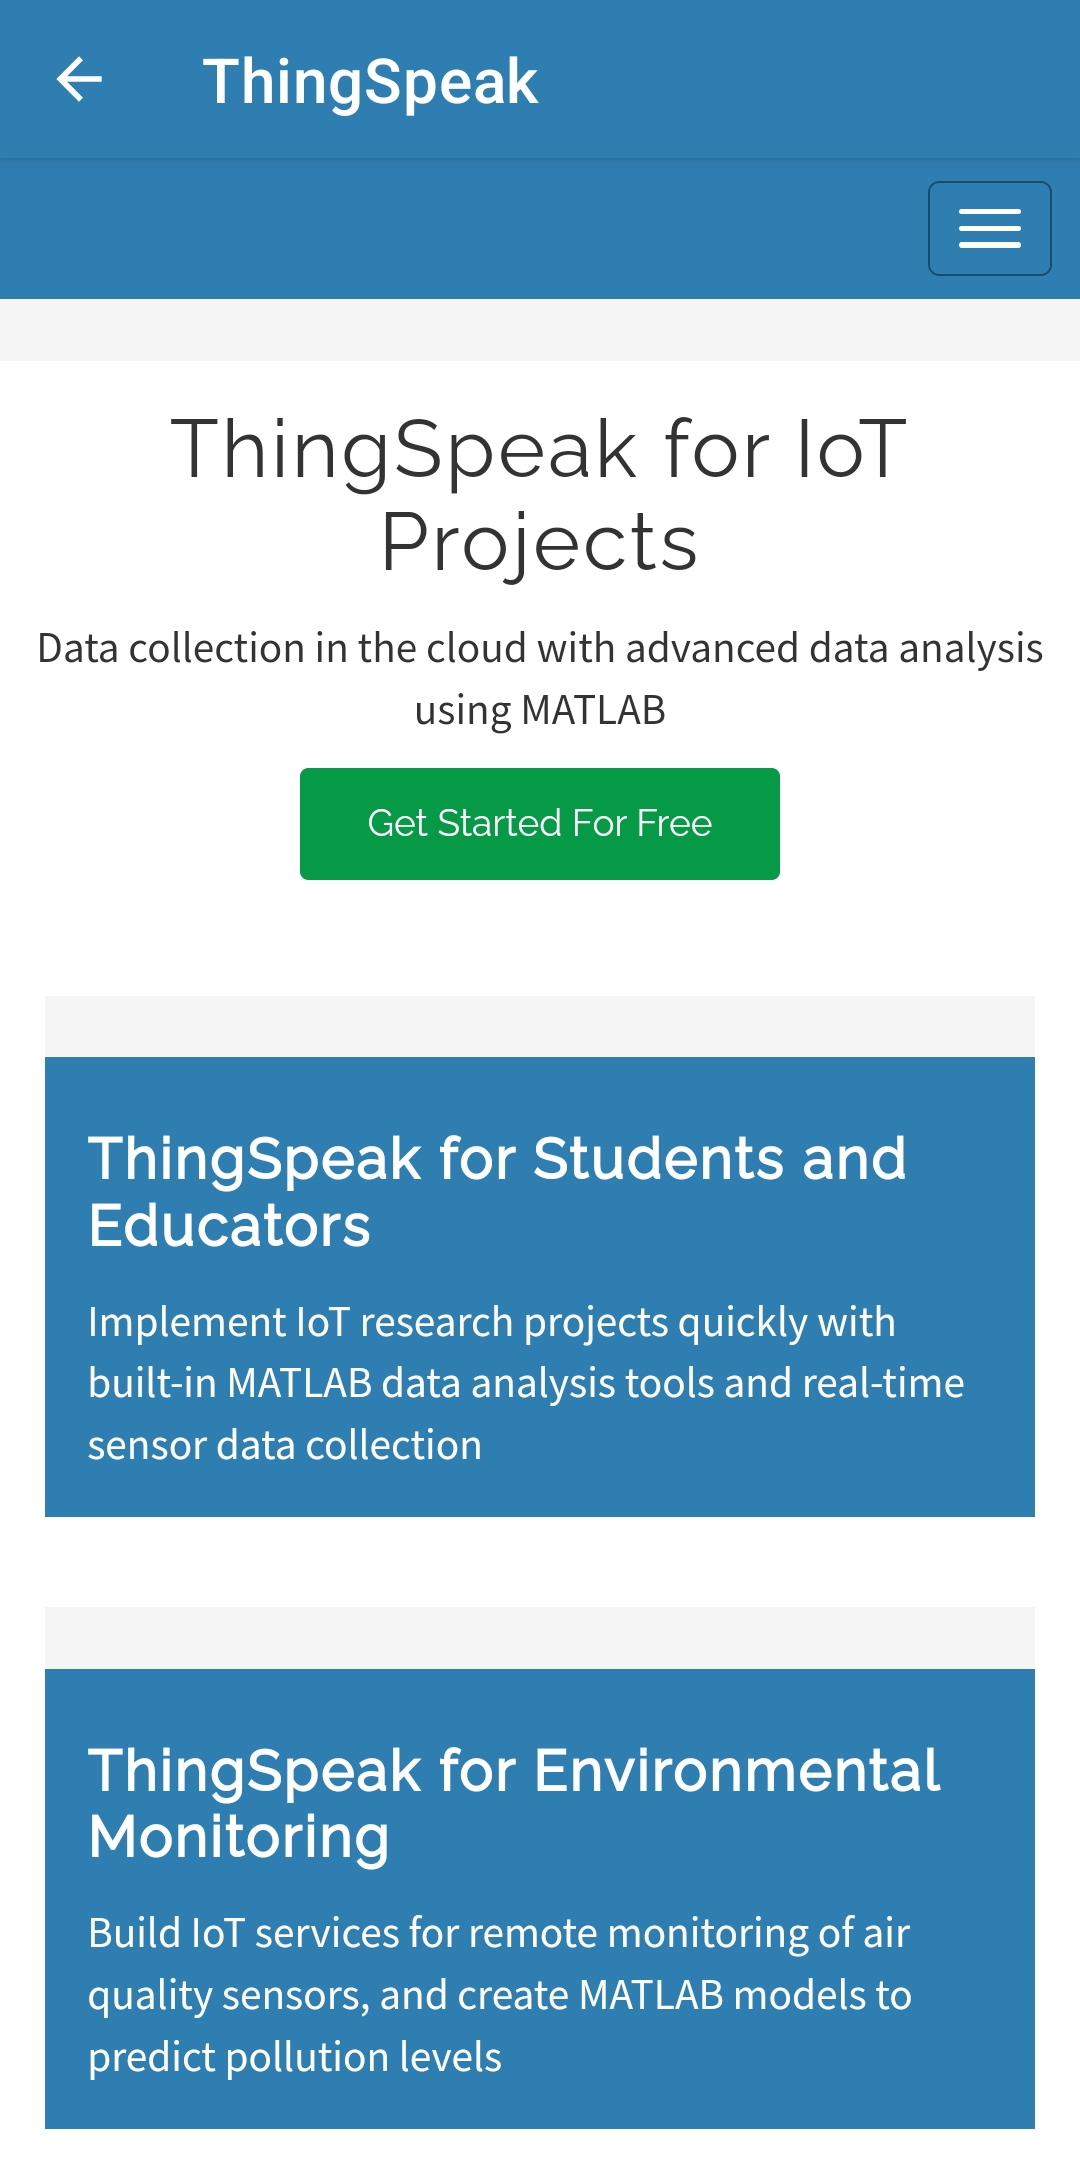 ThingSpeak
ThingSpeak for IoT
Projects
Data collection in the cloud with advanced data analysis
using MATLAB
Get Started For Free
ThingSpeak for Students and
Educators
Implement IoT research projects quickly with
built-in MATLAB data analysis tools and real-time
sensor data collection
ThingSpeak for Environmental
Monitoring
Build IoT services for remote monitoring of air
quality sensors, and create MATLAB models to
predict pollution levels